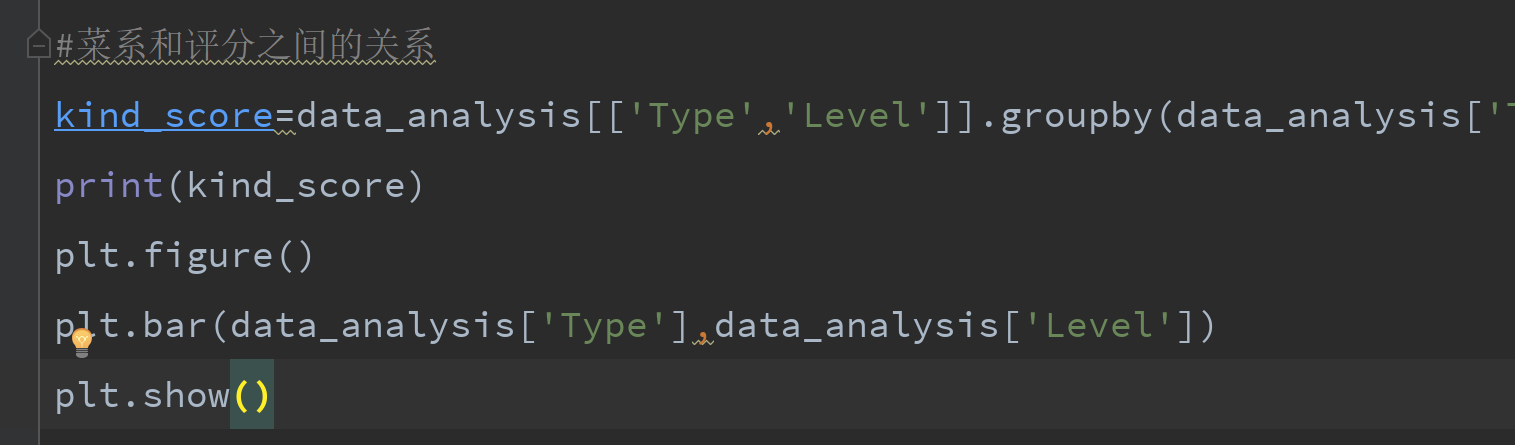 #菜系和评分之间的关系
kind_score=data_analysis[['Type','Level']].groupby(data_analysis['
print(kind_score)
plt.figure()
plt.bar(data_analysis['Type'],data_analysis['Level'])
plt.show()